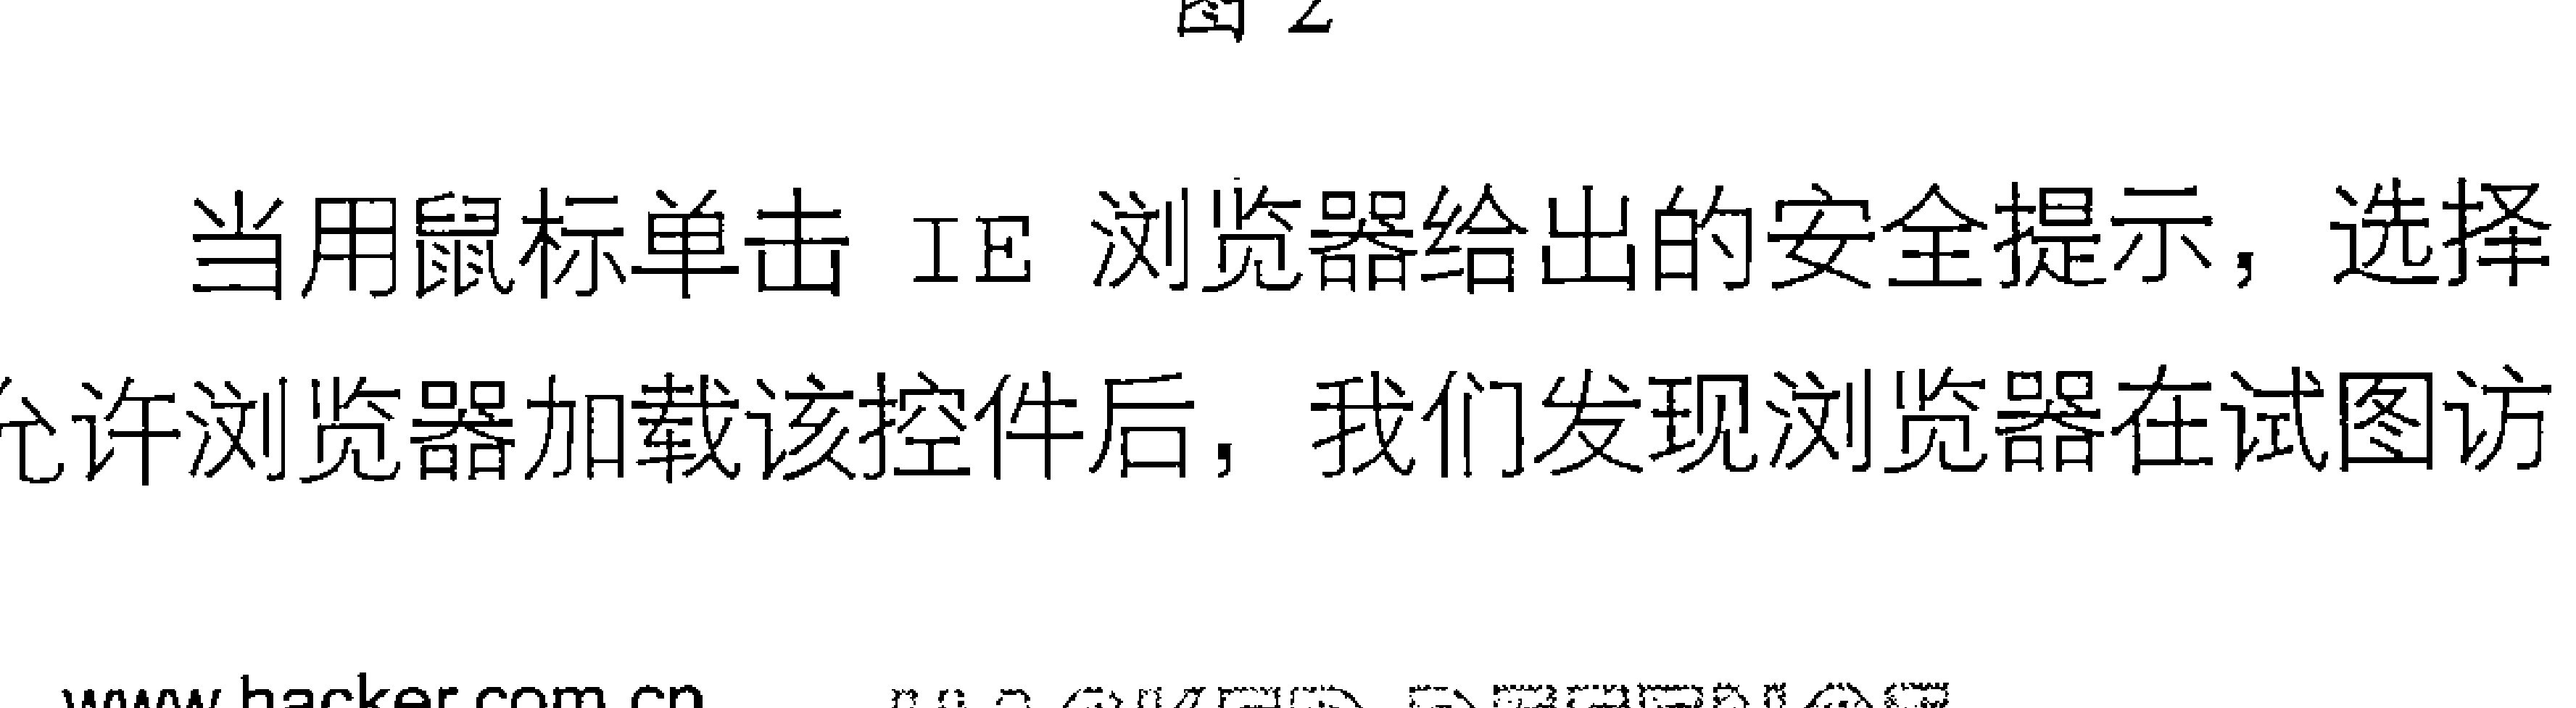 图 2
当用鼠标单击 IE 浏览器给出的安全提示，选择
允许浏览器加载该控件后，我们发现浏览器在试图访
www.hacker.com.cn